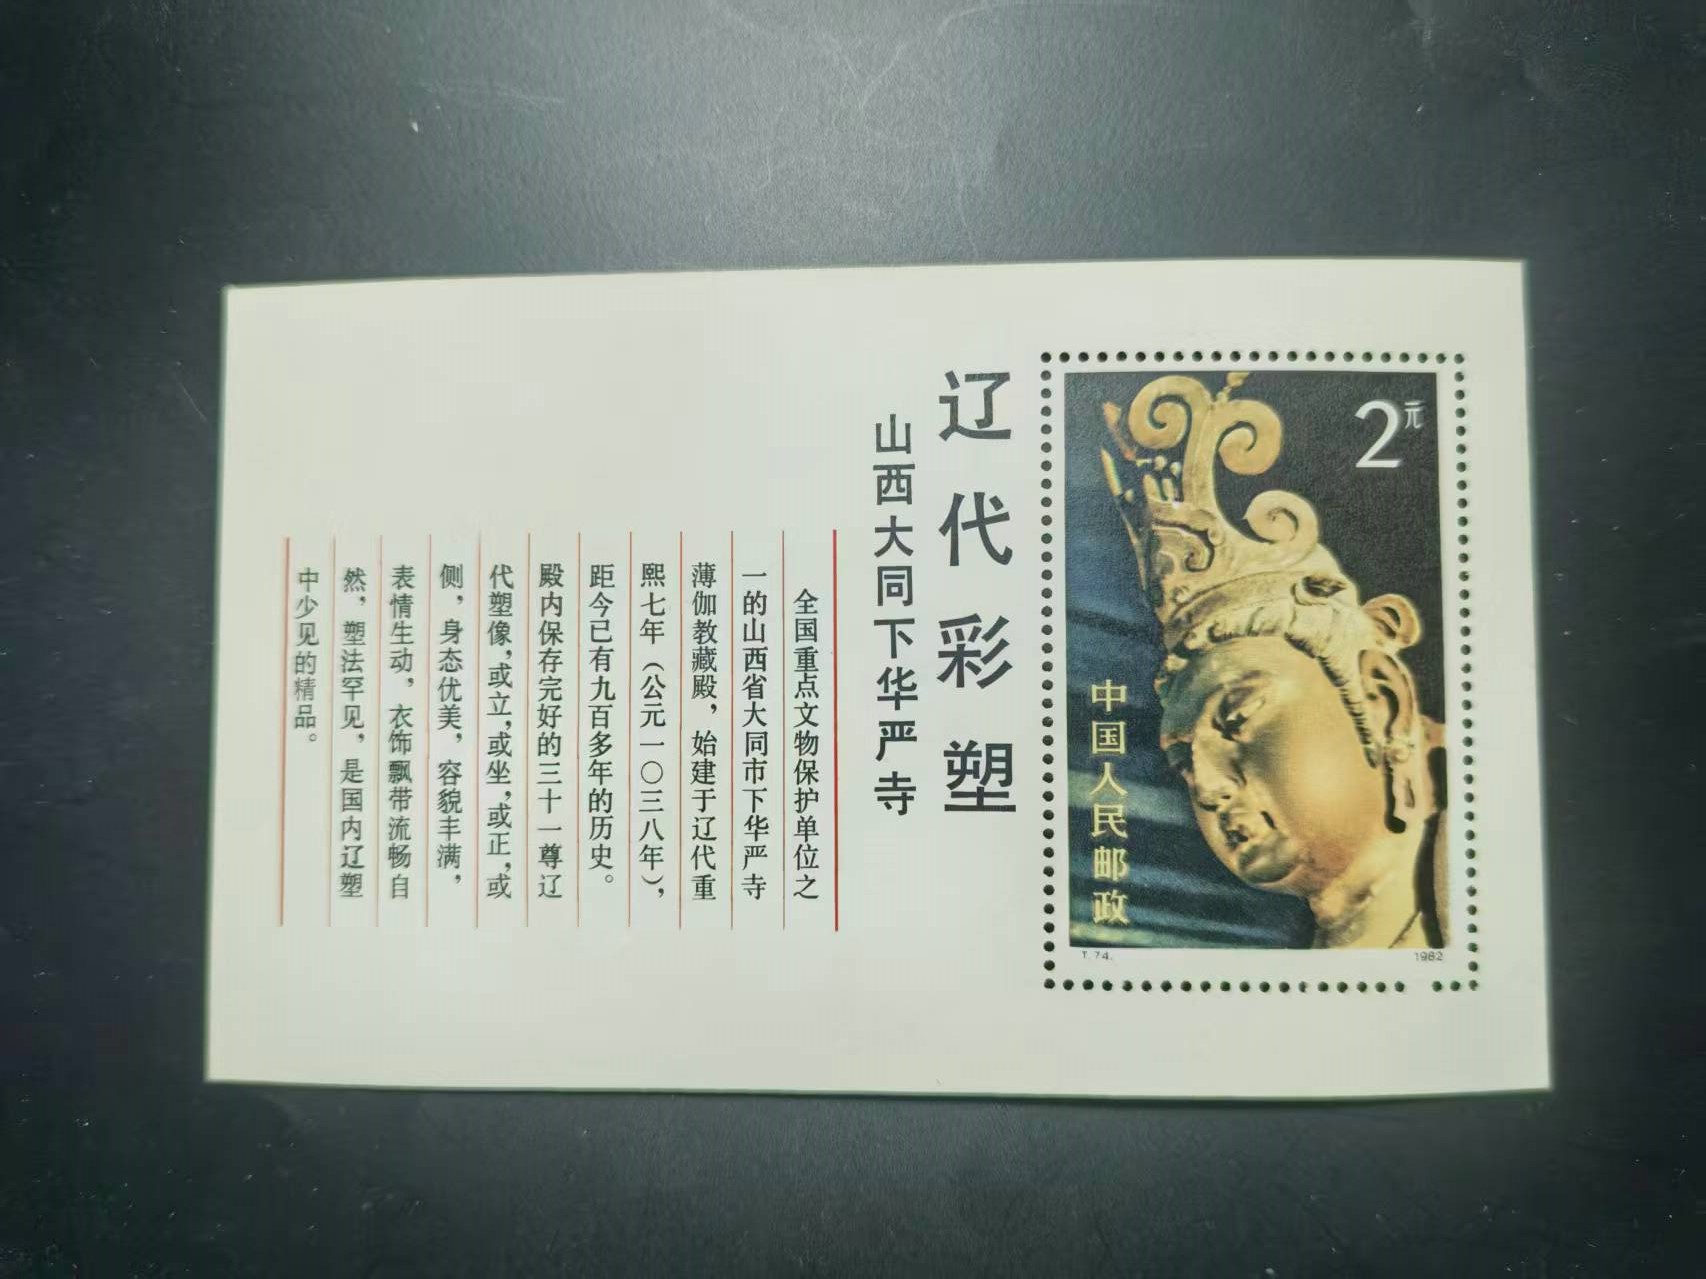 2元
中国人民邮政
T.74.
1982
辽代彩塑
山西大同下华严寺
全国重点文物保护单位之
一的山西省大同市下华严寺
薄伽教藏殿，始建于辽代重
熙七年（公元一〇三八年），
距今已有九百多年的历史。
殿内保存完好的三十一尊辽
代塑像，或立，或坐，或正，或
侧，身态优美，容貌丰满，
表情生动，衣饰飘带流畅自
然，塑法罕见，是国内辽塑
中少见的精品。